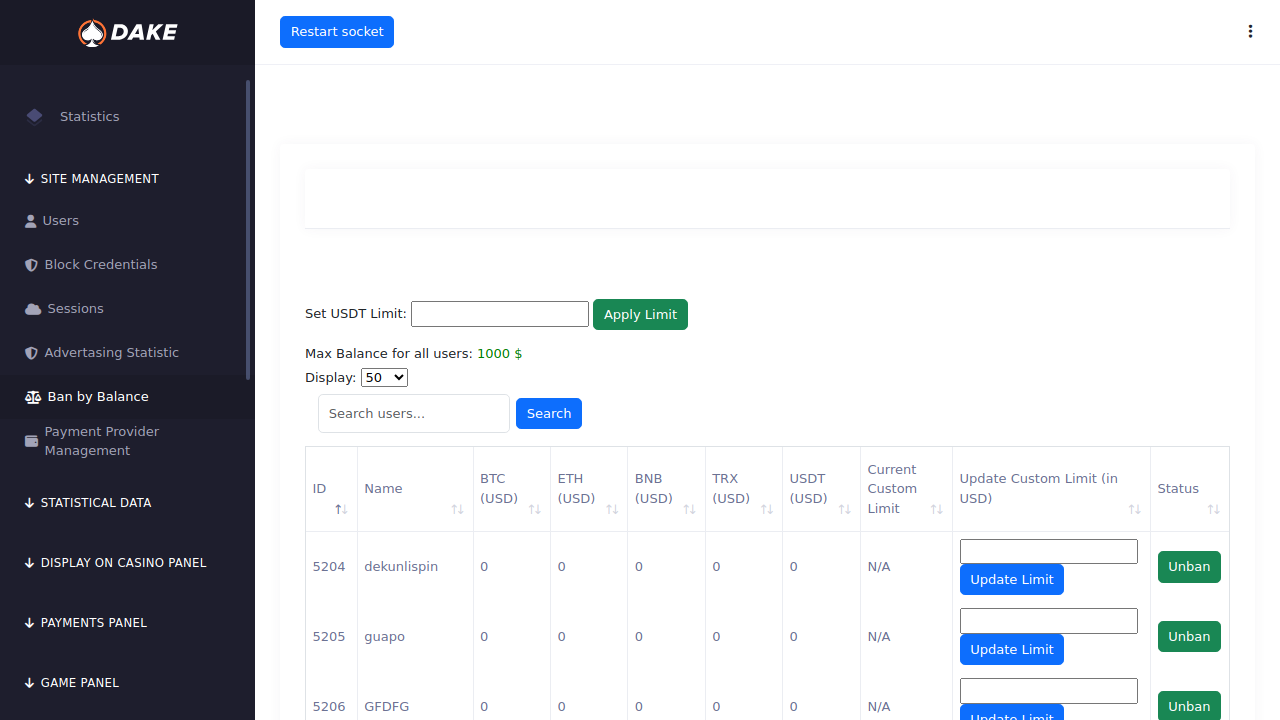 DAKE
Restart socket
Statistics
SITE MANAGEMENT
Users
Block Credentials
Sessions
Advertasing Statistic
Ban by Balance
Payment Provider
Management
STATISTICAL DATA
DISPLAY ON CASINO PANEL
PAYMENTS PANEL
GAME PANEL
Set USDT Limit: Apply Limit
Max Balance for all users: 1000 $
Display: 50
Search users... Search
ID Name BTC (USD) ETH (USD) BNB (USD) TRX (USD) USDT (USD) Current Custom Limit Update Custom Limit (in USD) Status
5204 dekunlispin 0 0 0 0 0 N/A Update Limit Unban
5205 guapo 0 0 0 0 0 N/A Update Limit Unban
5206 GFDFG 0 0 0 0 0 N/A Update Limit Unban